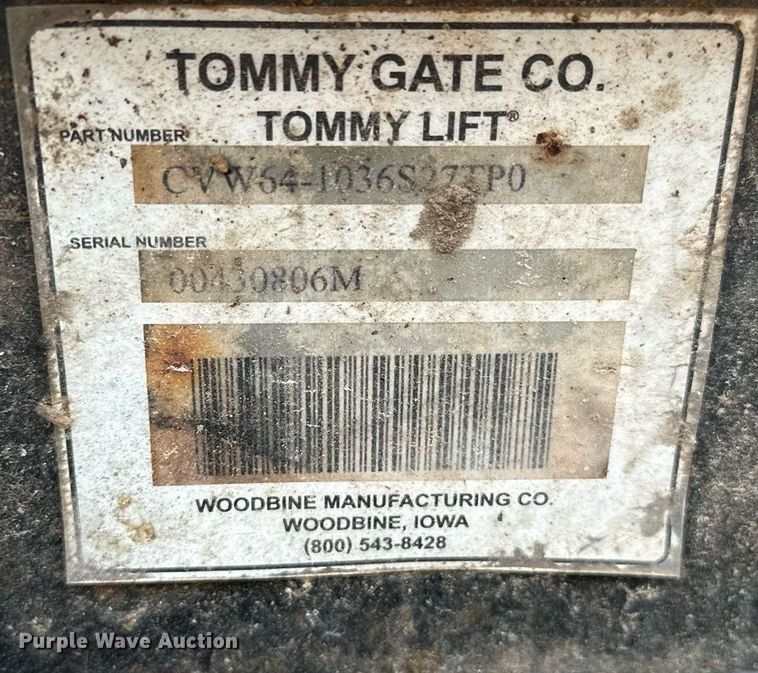 TOMMY GATE CO.
TOMMY LIFT®
PART NUMBER
CVW64-1036S27TP0
SERIAL NUMBER
00430806M
WOODBINE MANUFACTURING CO.
WOODBINE, IOWA
(800) 543-8428
Purple Wave Auction